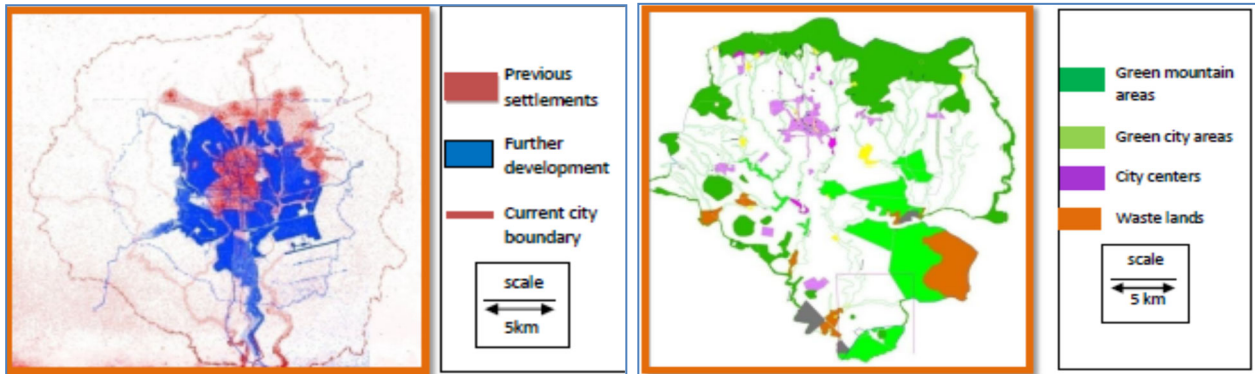 Previous
settlements
Further
development
Current city
boundary
scale
5km
Green mountain
areas
Green city areas
City centers
Waste lands
scale
5 km